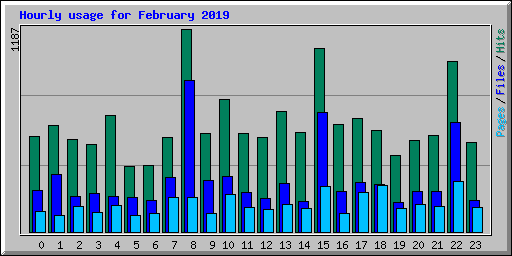 Hourly usage for February 2019
1187
Pages/Files/Hits
0 1 2 3 4 5 6 7 8 9 10 11 12 13 14 15 16 17 18 19 20 21 22 23